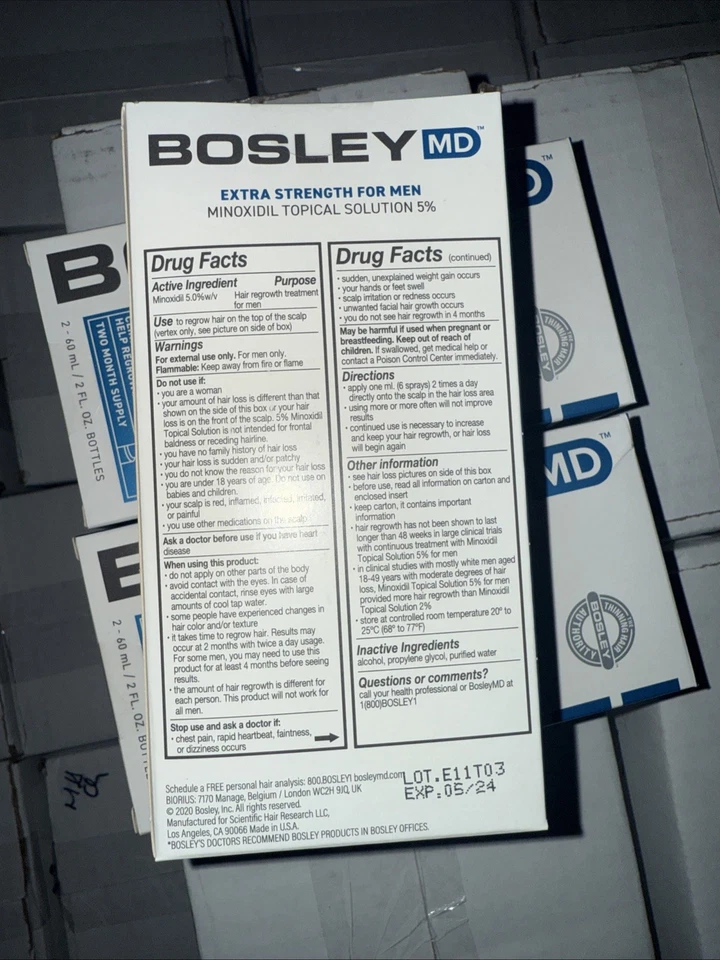 BOSLEY MD™
EXTRA STRENGTH FOR MEN
MINOXIDIL TOPICAL SOLUTION 5%
Drug Facts
Active Ingredient Purpose
Minoxidil 5.0%w/v Hair regrowth treatment
for men
Use to regrow hair on the top of the scalp
(vertex only, see picture on side of box)
Warnings
For external use only. For men only.
Flammable: Keep away from fire or flame
Do not use if:
• you are a woman
• your amount of hair loss is different than that
shown on the side of this box or your hair
loss is on the front of the scalp. 5% Minoxidil
Topical Solution is not intended for frontal
baldness or receding hairline.
• you have no family history of hair loss
• your hair loss is sudden and/or patchy
• you do not know the reason for your hair loss
• you are under 18 years of age. Do not use on
babies and children.
• your scalp is red, inflamed, infected, irritated,
or painful
• you use other medications on the scalp
Ask a doctor before use if you have heart
disease
When using this product:
• do not apply on other parts of the body
• avoid contact with the eyes. In case of
accidental contact, rinse eyes with large
amounts of cool tap water.
• some people have experienced changes in
hair color and/or texture
• it takes time to regrow hair. Results may
occur at 2 months with twice a day usage.
For some men, you may need to use this
product for at least 4 months before seeing
results.
• the amount of hair regrowth is different for
each person. This product will not work for
all men.
Stop use and ask a doctor if:
• chest pain, rapid heartbeat, faintness,
or dizziness occurs
Drug Facts (continued)
• sudden, unexplained weight gain occurs
• your hands or feet swell
• scalp irritation or redness occurs
• unwanted facial hair growth occurs
• you do not see hair regrowth in 4 months
May be harmful if used when pregnant or
breastfeeding. Keep out of reach of
children. If swallowed, get medical help or
contact a Poison Control Center immediately.
Directions
• apply one ml. (6 sprays) 2 times a day
directly onto the scalp in the hair loss area
• using more or more often will not improve
results
• continued use is necessary to increase
and keep your hair regrowth, or hair loss
will begin again
Other information
• see hair loss pictures on side of this box
• before use, read all information on carton and
enclosed insert
• keep carton, it contains important
information
• hair regrowth has not been shown to last
longer than 48 weeks in large clinical trials
with continuous treatment with Minoxidil
Topical Solution 5% for men
• in clinical studies with mostly white men aged
18-49 years with moderate degrees of hair
loss, Minoxidil Topical Solution 5% for men
provided more hair regrowth than Minoxidil
Topical Solution 2%
• store at controlled room temperature 20° to
25°C (68° to 77°F)
Inactive Ingredients
alcohol, propylene glycol, purified water
Questions or comments?
call your health professional or BosleyMD at
1(800)BOSLEY1
Schedule a FREE personal hair analysis: 800.BOSLEY1 bosleymd.com
BIORIUS: 7170 Manage, Belgium / London WC2H 9JQ, UK
© 2020 Bosley, Inc. All rights reserved.
Manufactured for Scientific Hair Research LLC,
Los Angeles, CA 90066 Made in U.S.A.
*BOSLEY'S DOCTORS RECOMMEND BOSLEY PRODUCTS IN BOSLEY OFFICES.
LOT.E11T03
EXP.05/24
B
HELP REGROW
TWO MONTH SUPPLY
2 - 60 mL / 2 FL. OZ. BOTTLES
2 - 60 mL / 2 FL. OZ.
D™
THINNING HAIR
BOSLEY
MD™
THINNING HAIR
BOSLEY
AUTHORITY